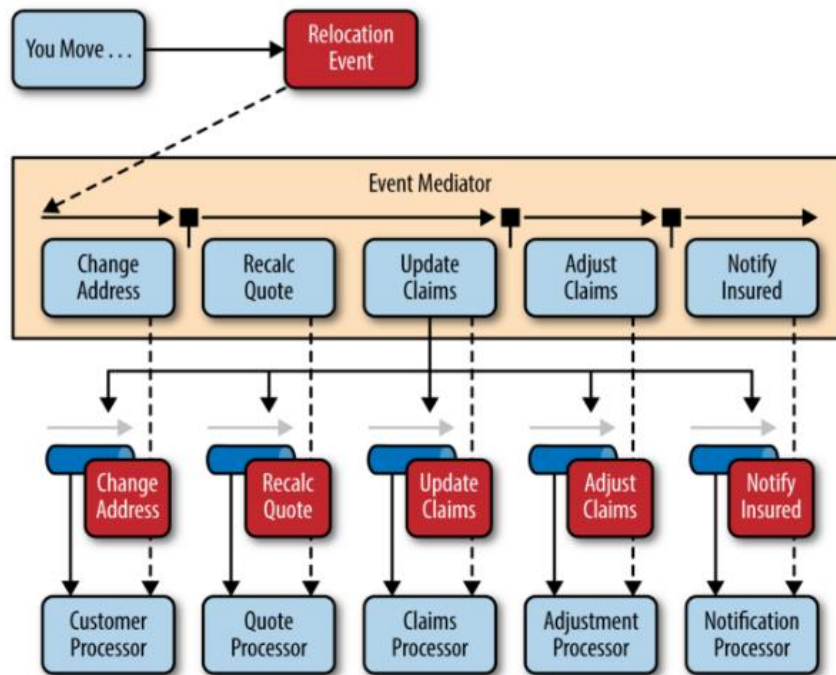 You Move . . .
Relocation
Event
Event Mediator
Change
Address
Recalc
Quote
Update
Claims
Adjust
Claims
Notify
Insured
Change
Address
Recalc
Quote
Update
Claims
Adjust
Claims
Notify
Insured
Customer
Processor
Quote
Processor
Claims
Processor
Adjustment
Processor
Notification
Processor